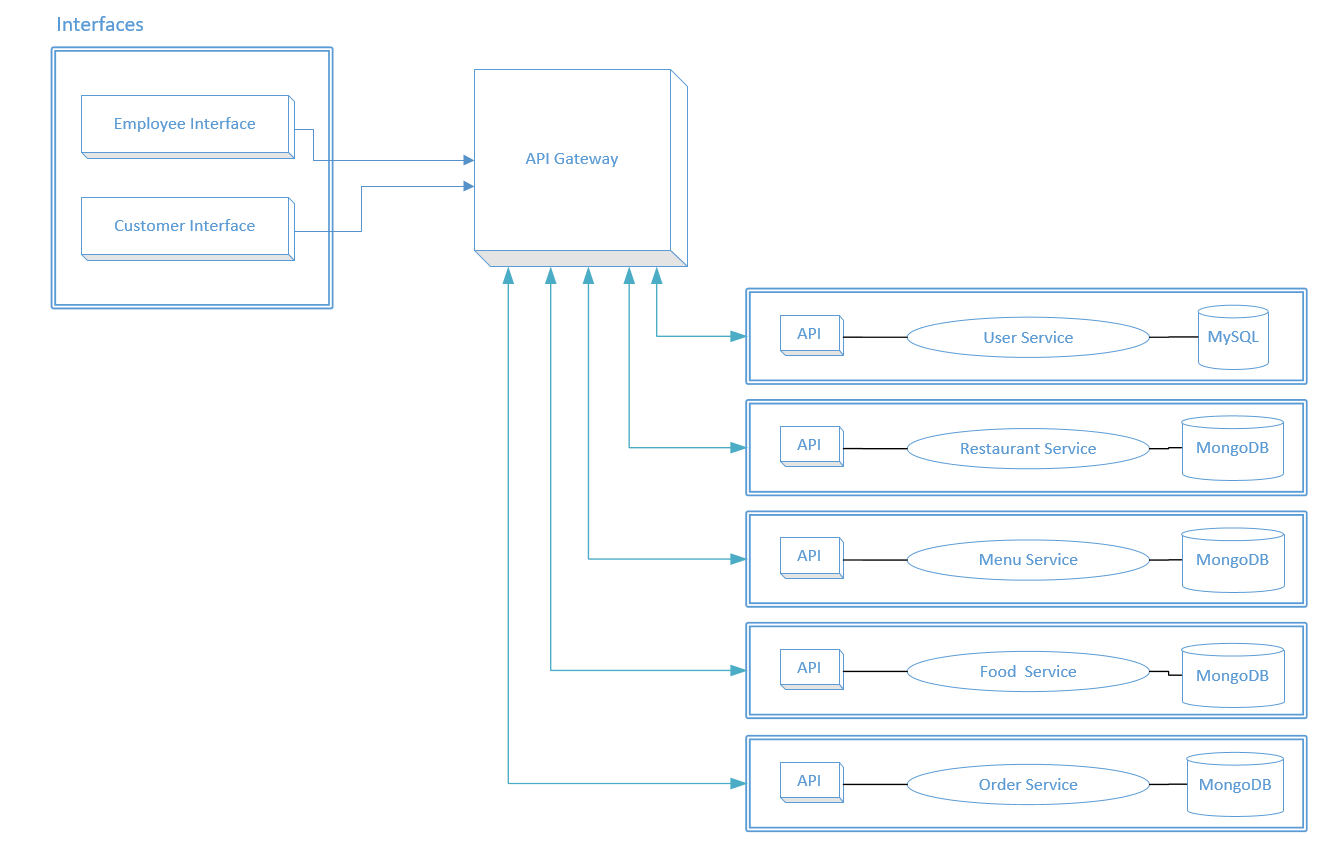 Interfaces
Employee Interface
API Gateway
Customer Interface
API
User Service
MySQL
API
Restaurant Service
MongoDB
API
Menu Service
MongoDB
API
Food  Service
MongoDB
API
Order Service
MongoDB